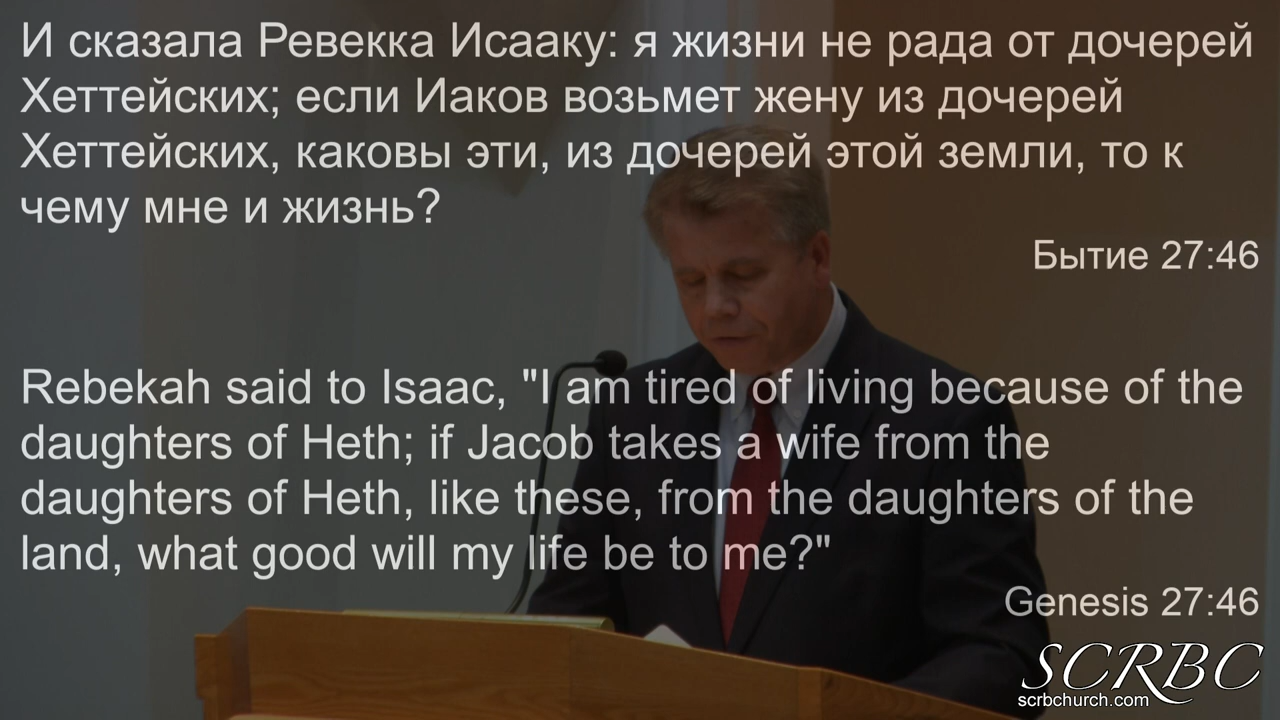 И сказала Ревекка Исааку: я жизни не рада от дочерей
Хеттейских; если Иаков возьмет жену из дочерей
Хеттейских, каковы эти, из дочерей этой земли, то к
чему мне и жизнь?
Бытие 27:46
Rebekah said to Isaac, "I am tired of living because of the
daughters of Heth; if Jacob takes a wife from the
daughters of Heth, like these, from the daughters of the
land, what good will my life be to me?"
Genesis 27:46
SCRBC
scrbchurch.com